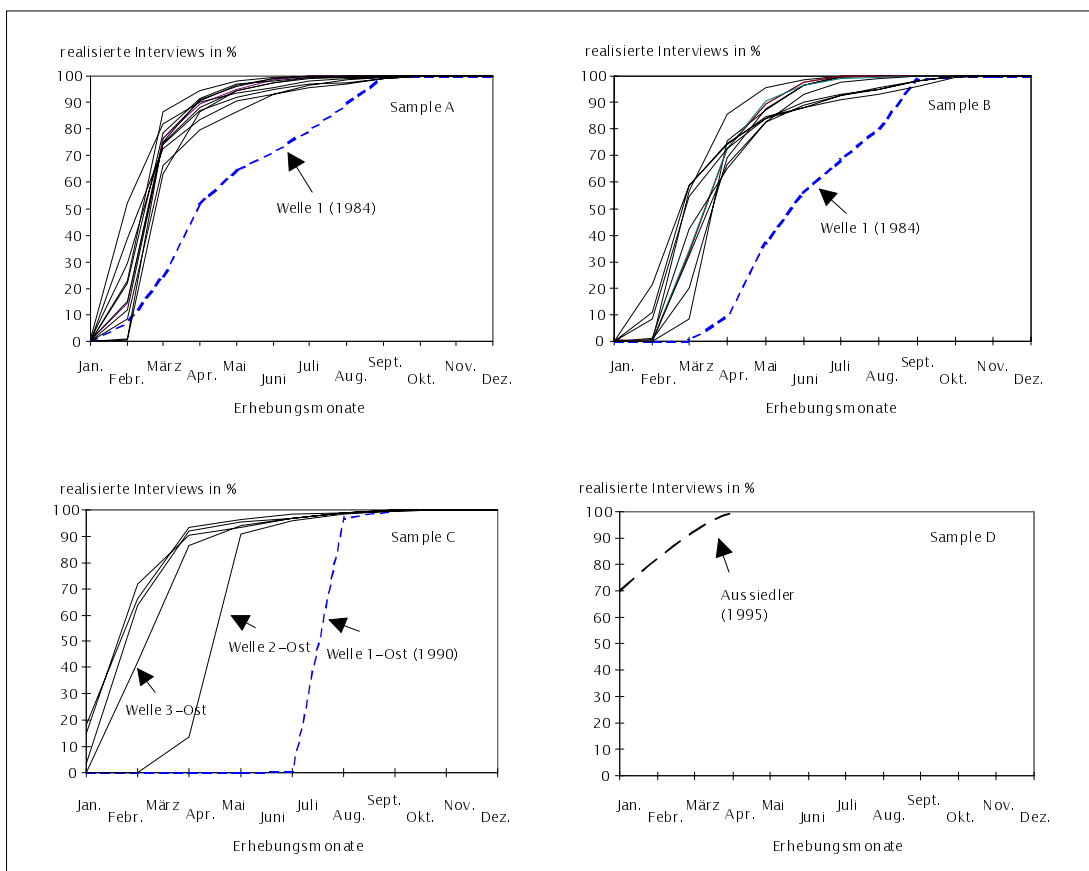 realisierte Interviews in %
100
90
80
70
60
50
40
30
20
10
0
Sample A
Welle 1 (1984)
Jan. Febr. März Apr. Mai Juni Juli Aug. Sept. Okt. Nov. Dez.
Erhebungsmonate
realisierte Interviews in %
100
90
80
70
60
50
40
30
20
10
0
Sample B
Welle 1 (1984)
Jan. Febr. März Apr. Mai Juni Juli Aug. Sept. Okt. Nov. Dez.
Erhebungsmonate
realisierte Interviews in %
100
90
80
70
60
50
40
30
20
10
0
Sample C
Welle 2–Ost
Welle 1–Ost (1990)
Welle 3–Ost
Jan. Febr. März Apr. Mai Juni Juli Aug. Sept. Okt. Nov. Dez.
Erhebungsmonate
realisierte Interviews in %
100
90
80
70
60
50
40
30
20
10
0
Sample D
Aussiedler
(1995)
Jan. Febr. März Apr. Mai Juni Juli Aug. Sept. Okt. Nov. Dez.
Erhebungsmonate